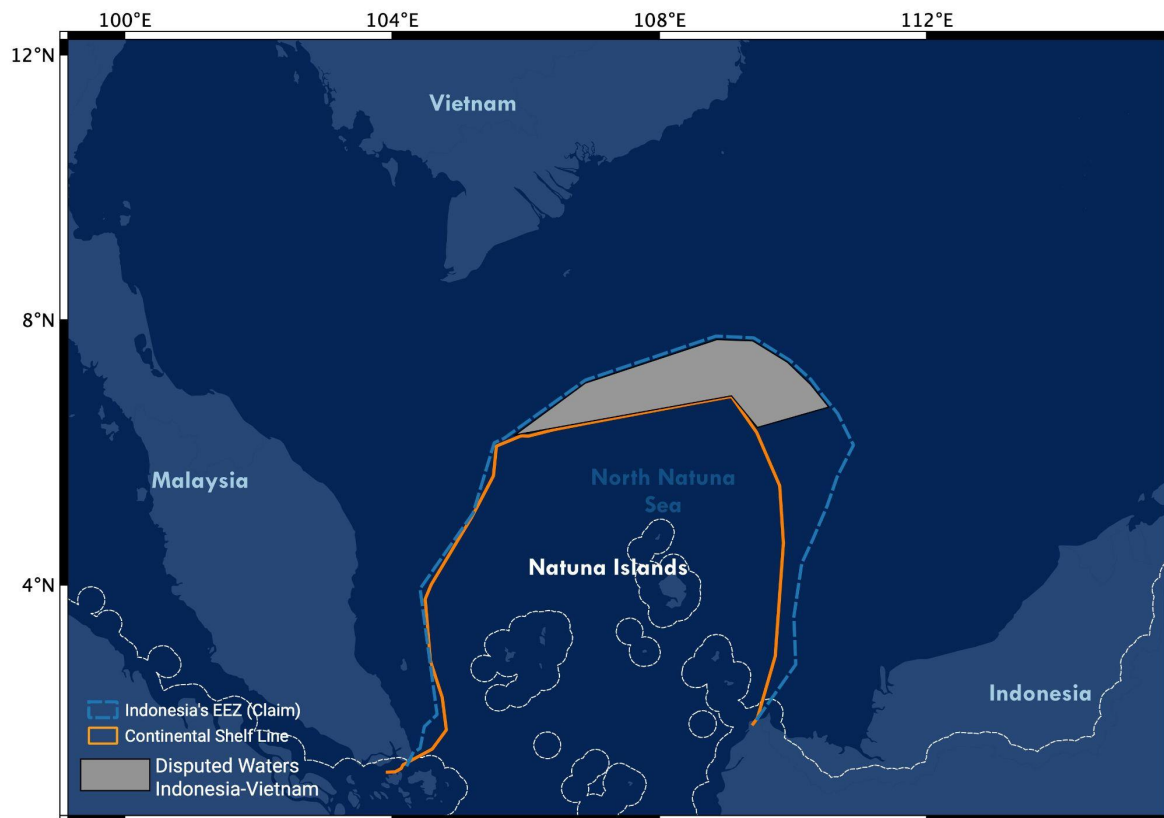 100°E 104°E 108°E 112°E
12°N
Vietnam
8°N
Malaysia
North Natuna
Sea
Natuna Islands
4°N
Indonesia
Indonesia's EEZ (Claim)
Continental Shelf Line
Disputed Waters
Indonesia-Vietnam